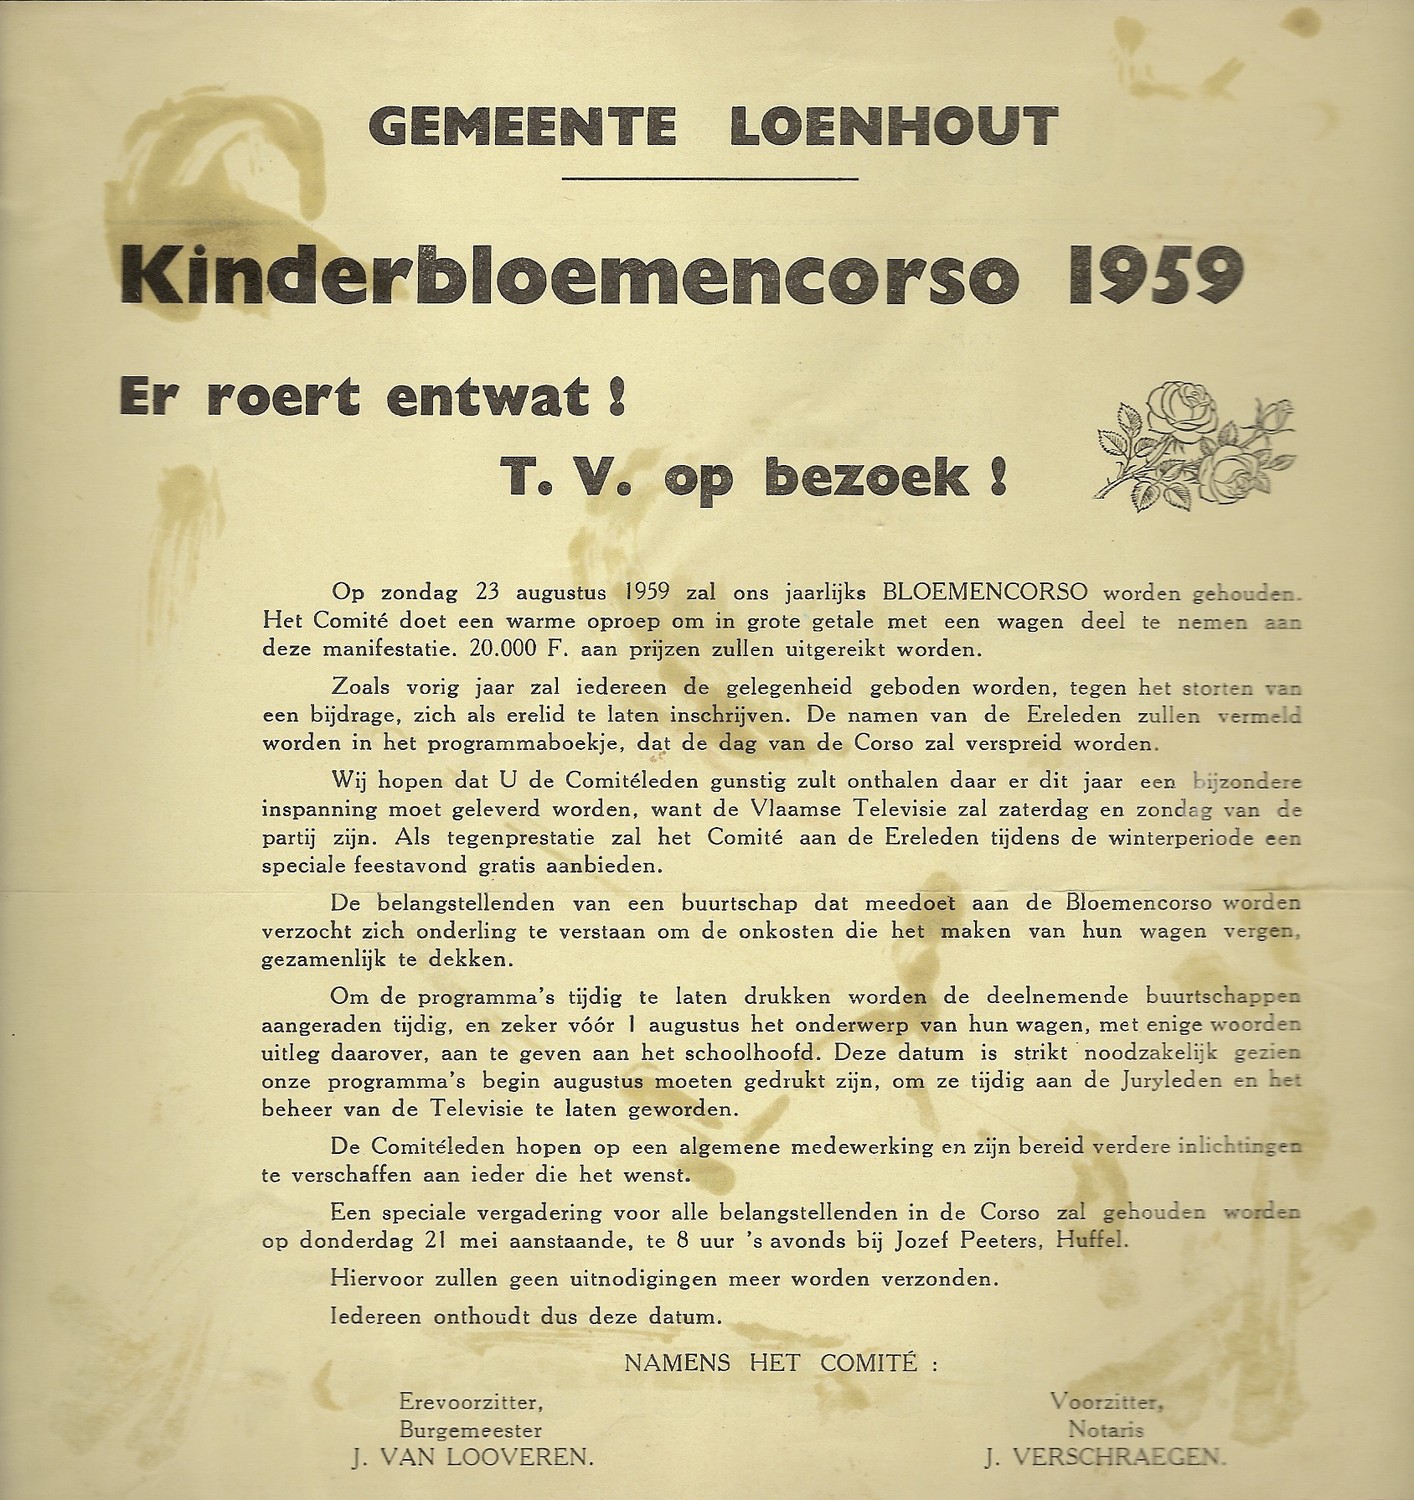 GEMEENTE LOENHOUT
Kinderbloemencorso 1959
Er roert entwat !
T. V. op bezoek !
Op zondag 23 augustus 1959 zal ons jaarlijks BLOEMENCORSO worden gehouden.
Het Comité doet een warme oproep om in grote getale met een wagen deel te nemen aan
deze manifestatie. 20.000 F. aan prijzen zullen uitgereikt worden.
Zoals vorig jaar zal iedereen de gelegenheid geboden worden, tegen het storten van
een bijdrage, zich als erelid te laten inschrijven. De namen van de Ereleden zullen vermeld
worden in het programmaboekje, dat de dag van de Corso zal verspreid worden.
Wij hopen dat U de Comitéleden gunstig zult onthalen daar er dit jaar een bijzondere
inspanning moet geleverd worden, want de Vlaamse Televisie zal zaterdag en zondag van de
partij zijn. Als tegenprestatie zal het Comité aan de Ereleden tijdens de winterperiode een
speciale feestavond gratis aanbieden.
De belangstellenden van een buurtschap dat meedoet aan de Bloemencorso worden
verzocht zich onderling te verstaan om de onkosten die het maken van hun wagen vergen,
gezamenlijk te dekken.
Om de programma's tijdig te laten drukken worden de deelnemende buurtschappen
aangeraden tijdig, en zeker vóór 1 augustus het onderwerp van hun wagen, met enige woorden
uitleg daarover, aan te geven aan het schoolhoofd. Deze datum is strikt noodzakelijk gezien
onze programma's begin augustus moeten gedrukt zijn, om ze tijdig aan de Juryleden en het
beheer van de Televisie te laten geworden.
De Comitéleden hopen op een algemene medewerking en zijn bereid verdere inlichtingen
te verschaffen aan ieder die het wenst.
Een speciale vergadering voor alle belangstellenden in de Corso zal gehouden worden
op donderdag 21 mei aanstaande, te 8 uur 's avonds bij Jozef Peeters, Huffel.
Hiervoor zullen geen uitnodigingen meer worden verzonden.
Iedereen onthoudt dus deze datum.
NAMENS HET COMITÉ :
Erevoorzitter,
Burgemeester
J. VAN LOOVEREN.
Voorzitter,
Notaris
J. VERSCHRAEGEN.